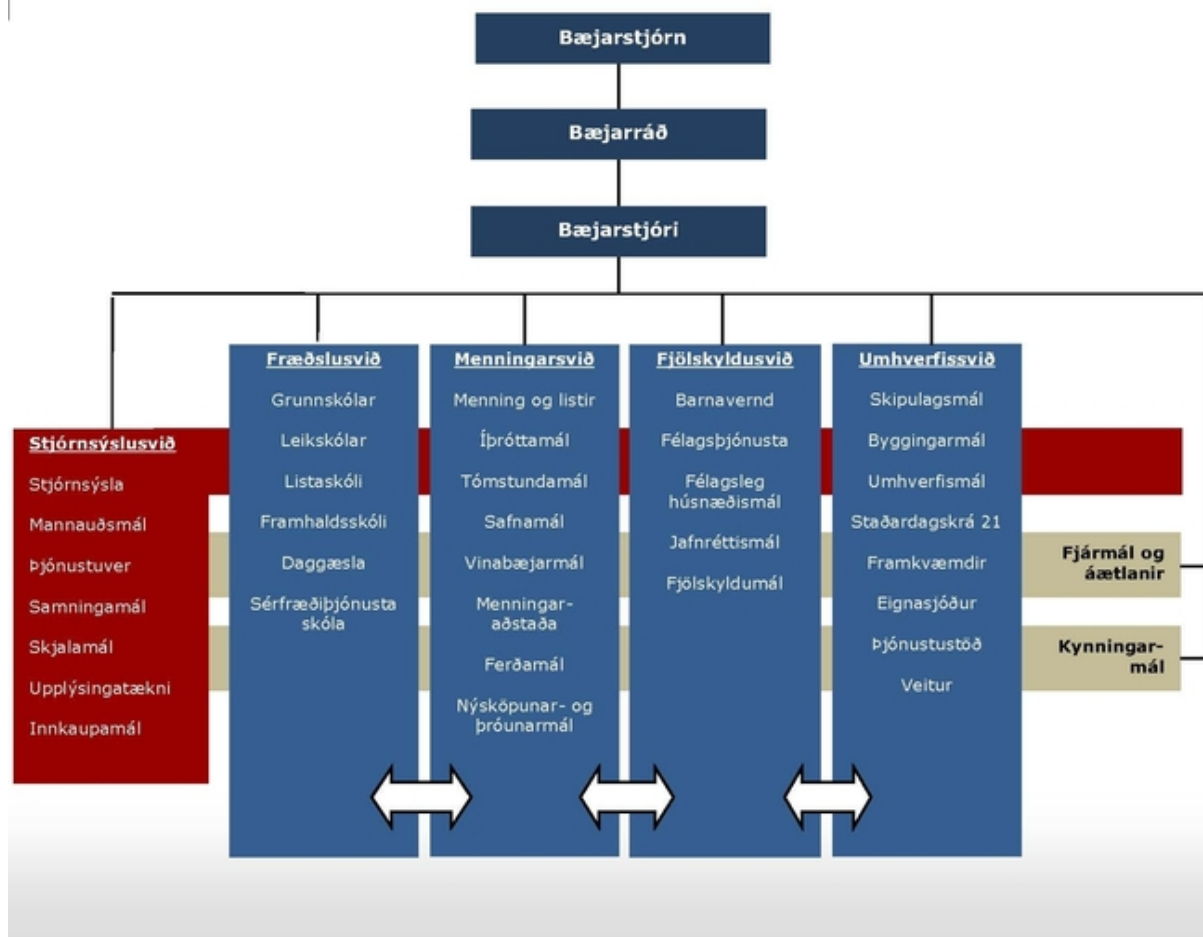 Bæjarstjórn
Bæjarráð
Bæjarstjóri
Stjórnsýslusvið
Stjórnsýsla
Mannauðsmál
Þjónustuver
Samningamál
Skjalamál
Upplýsingatækni
Innkaupamál
Fræðslusvið
Grunnskólar
Leikskólar
Listaskóli
Framhaldsskóli
Daggæsla
Sérfræðiþjónusta
skóla
Menningarsvið
Menning og listir
Íþróttamál
Tómstundamál
Safnamál
Vinabæjarmál
Menningar-
aðstaða
Ferðamál
Nýsköpunar- og
þróunarmál
Fjölskyldusvið
Barnavernd
Félagsþjónusta
Félagsleg
húsnæðismál
Jafnréttismál
Fjölskyldumál
Umhverfissvið
Skipulagsmál
Byggingarmál
Umhverfismál
Staðardagskrá 21
Framkvæmdir
Eignasjóður
Þjónustustöð
Veitur
Fjármál og
áætlanir
Kynningar-
mál